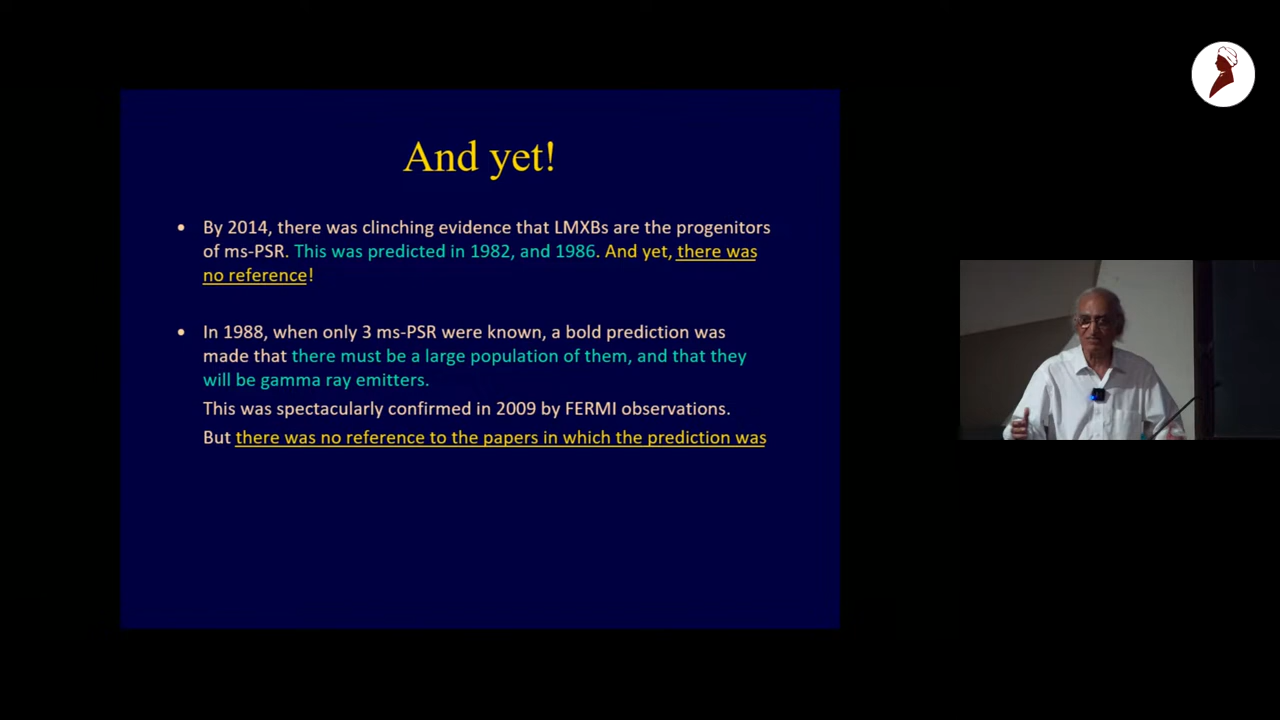 And yet!
• By 2014, there was clinching evidence that LMXBs are the progenitors
of ms-PSR. This was predicted in 1982, and 1986. And yet, there was
no reference!
• In 1988, when only 3 ms-PSR were known, a bold prediction was
made that there must be a large population of them, and that they
will be gamma ray emitters.
This was spectacularly confirmed in 2009 by FERMI observations.
But there was no reference to the papers in which the prediction was